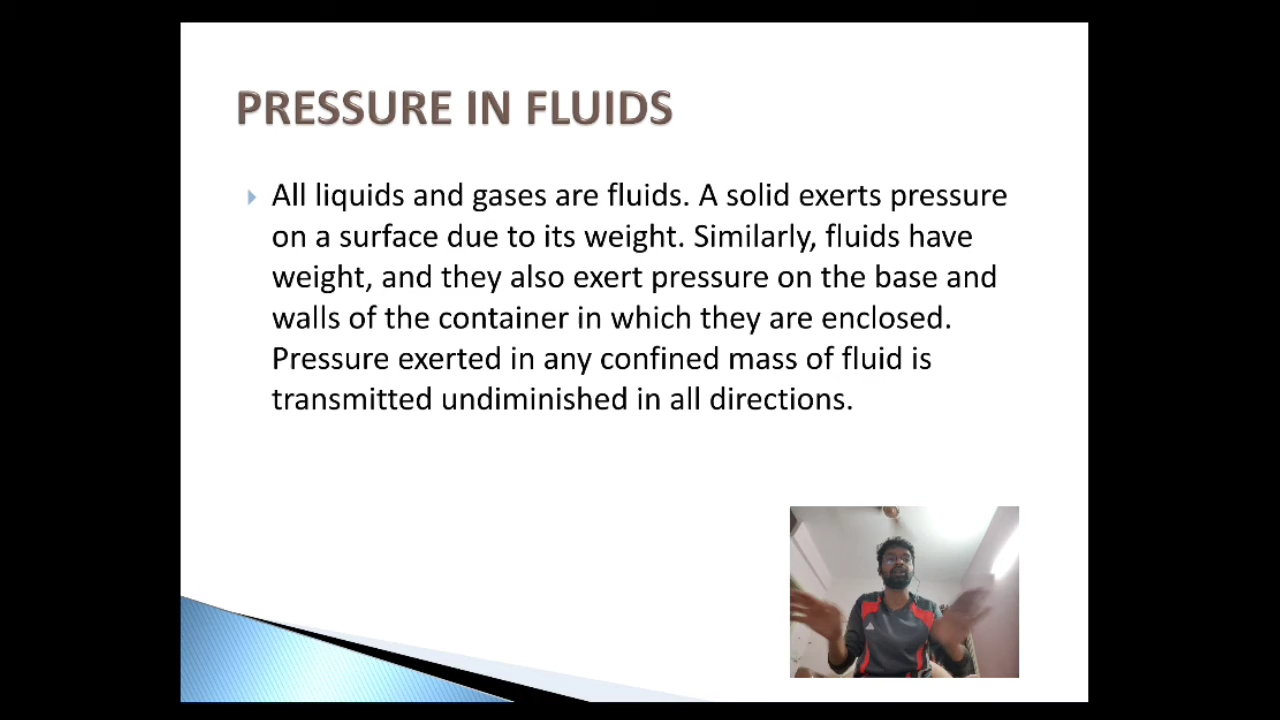 PRESSURE IN FLUIDS
All liquids and gases are fluids. A solid exerts pressure
on a surface due to its weight. Similarly, fluids have
weight, and they also exert pressure on the base and
walls of the container in which they are enclosed.
Pressure exerted in any confined mass of fluid is
transmitted undiminished in all directions.